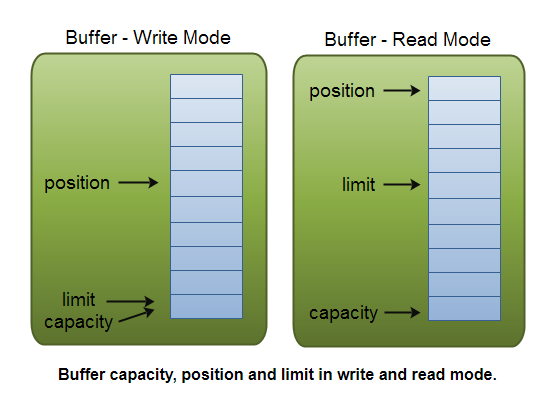 Buffer - Write Mode
position
limit
capacity
Buffer - Read Mode
position
limit
capacity
Buffer capacity, position and limit in write and read mode.